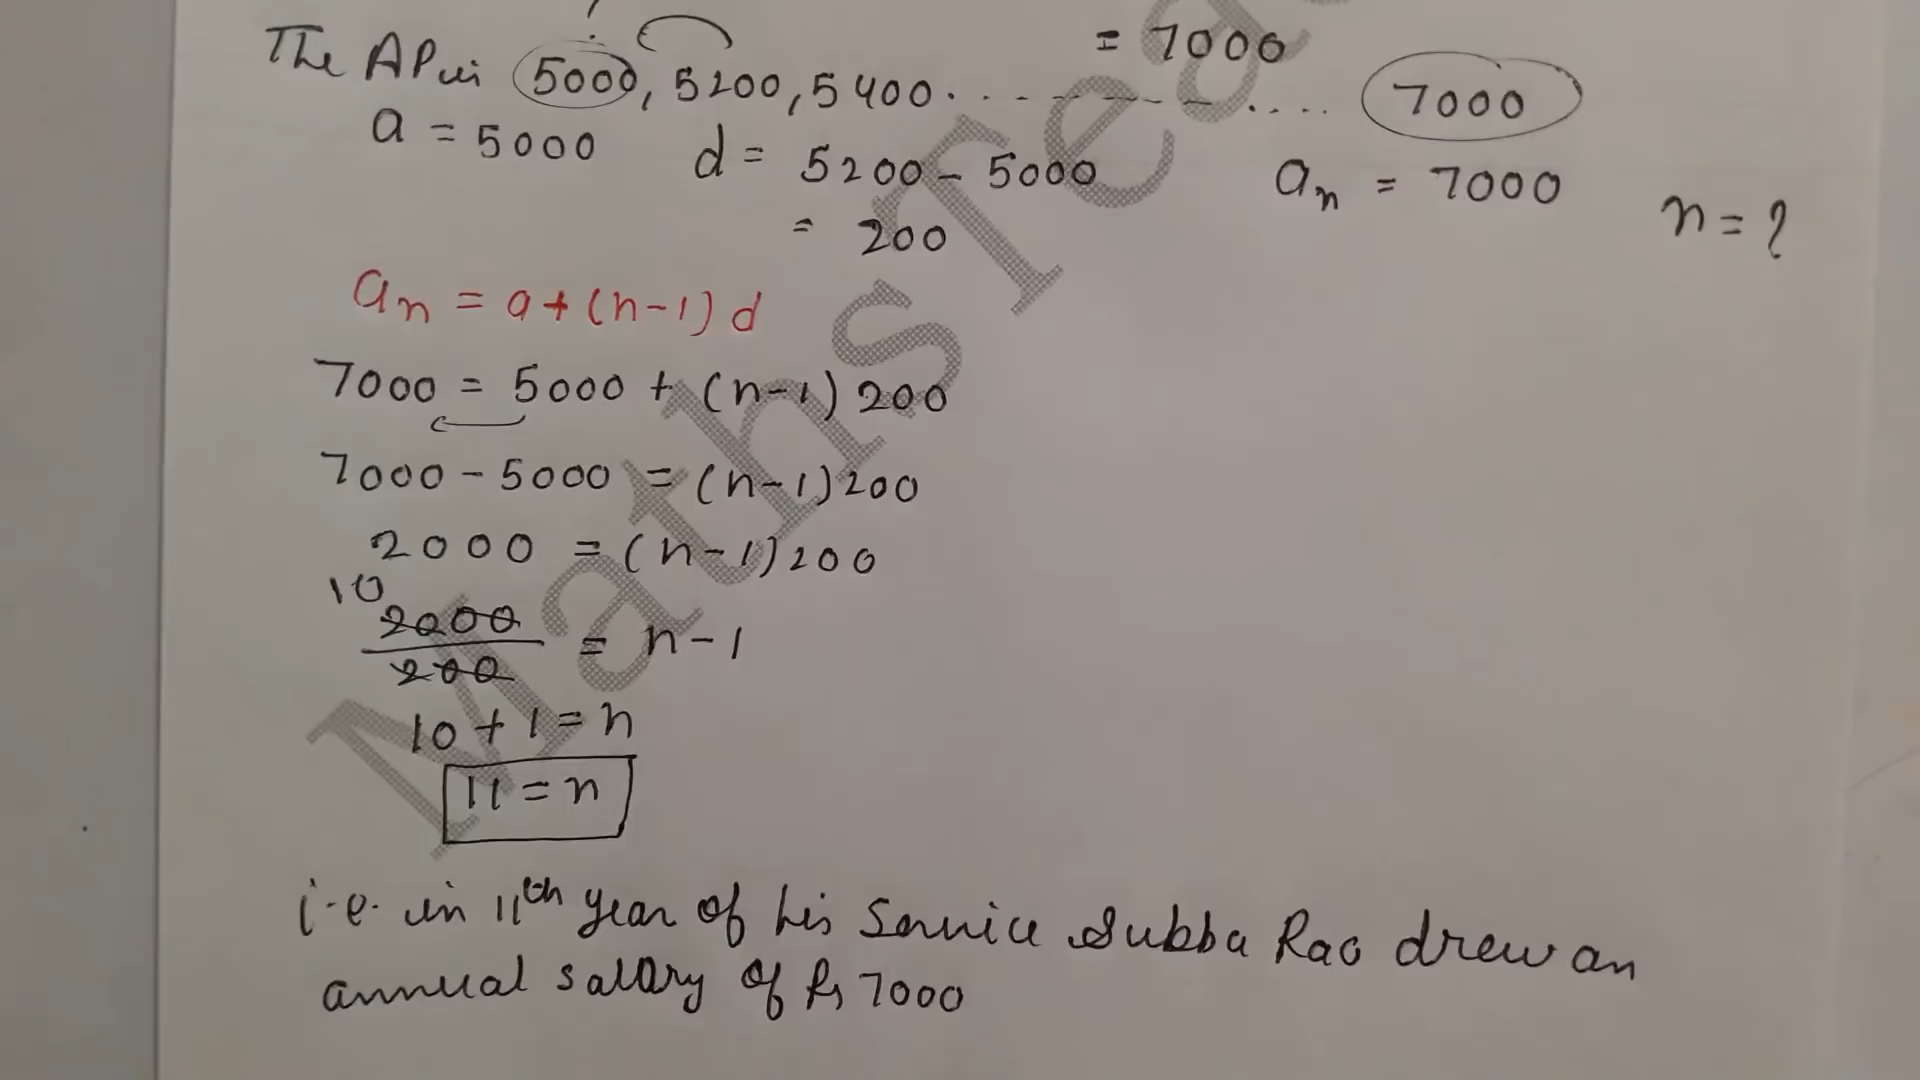 = 7000
The AP is 5000, 5200, 5400. . . . - - - - . . . . . 7000
a = 5000 d = 5200 - 5000 an = 7000 n = ?
= 200
an = a + (n-1) d
7000 = 5000 + (n-1) 200
7000 - 5000 = (n-1) 200
2000 = (n-1) 200
10
2000/200 = n-1
10 + 1 = n
11 = n
i.e. in 11th year of his Service Subba Rao drew an
annual salary of Rs 7000